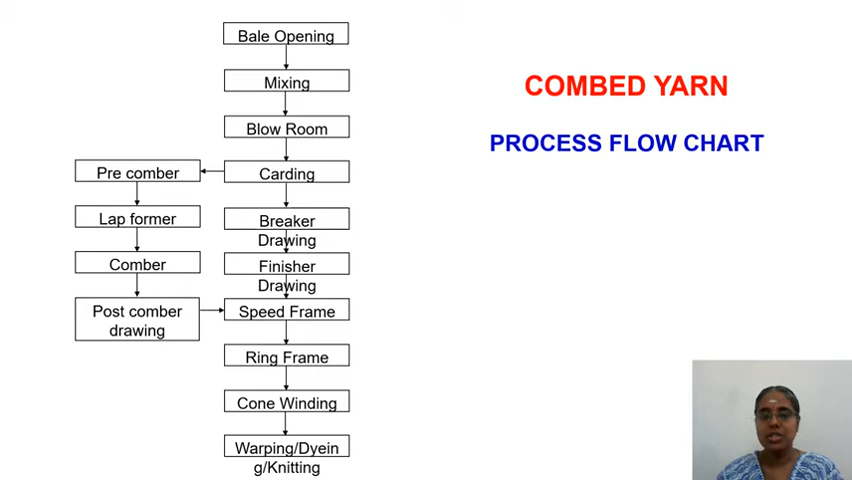 Bale Opening
Mixing
COMBED YARN
Blow Room
PROCESS FLOW CHART
Pre comber
Carding
Lap former
Breaker
Drawing
Comber
Finisher
Drawing
Post comber
drawing
Speed Frame
Ring Frame
Cone Winding
Warping/Dyein
g/Knitting